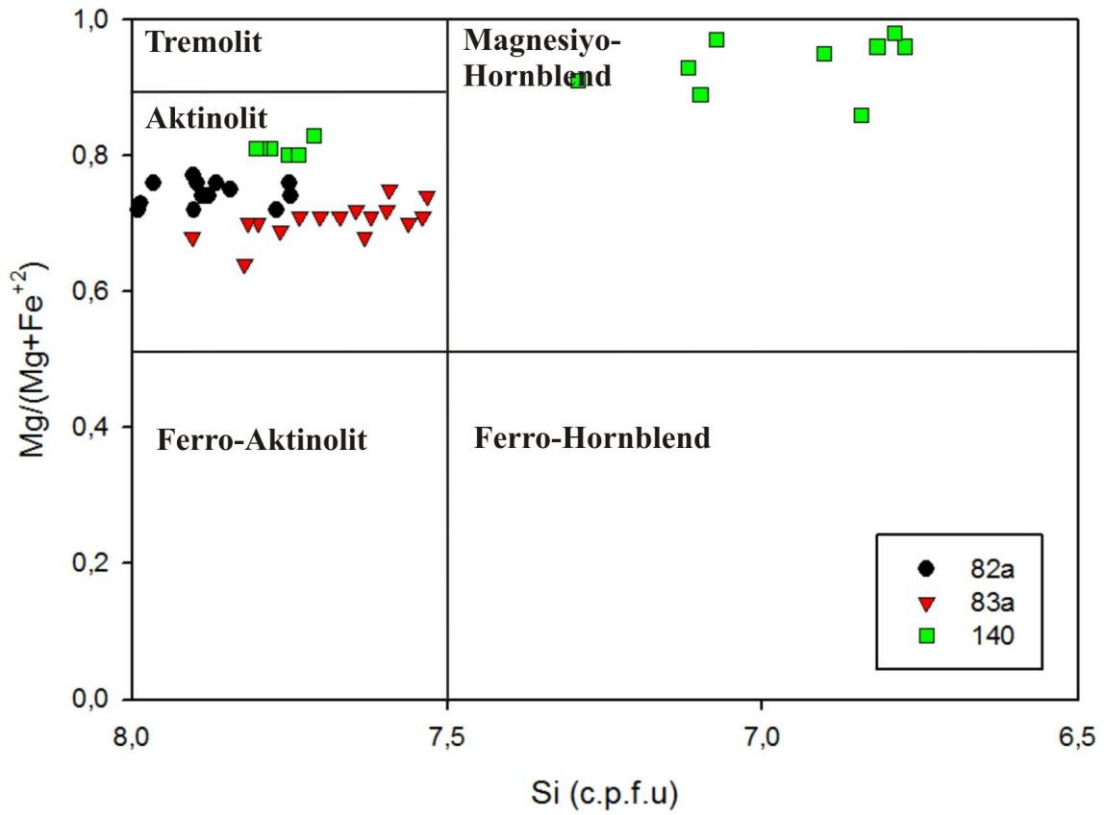 1,0
0,8
0,6
0,4
0,2
0,0
Mg/(Mg+Fe⁺²)
Tremolit
Aktinolit
Magnesiyo-
Hornblend
Ferro-Aktinolit
Ferro-Hornblend
82a
83a
140
8,0
7,5
7,0
6,5
Si (c.p.f.u)